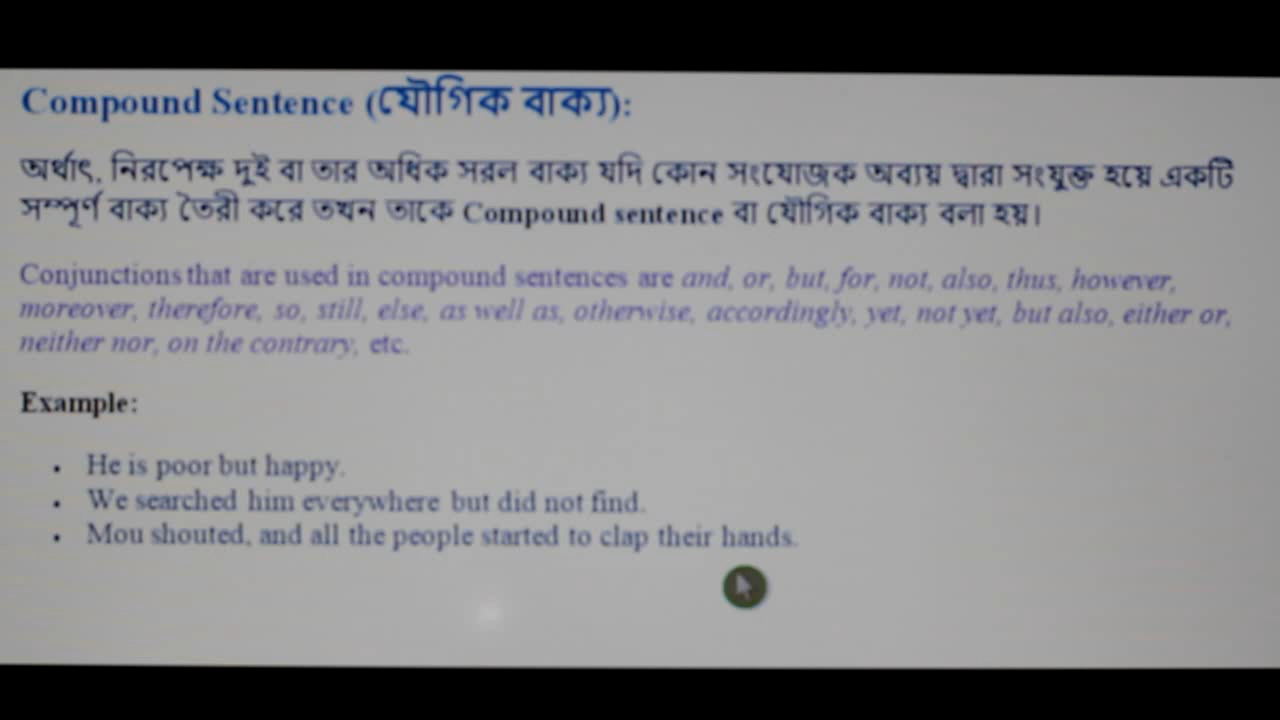 Compound Sentence (যৌগিক বাক্য):
অর্থাৎ, নিরপেক্ষ দুই বা তার অধিক সরল বাক্য যদি কোন সংযোজক অব্যয় দ্বারা সংযুক্ত হয়ে একটি
সম্পূর্ণ বাক্য তৈরী করে তখন তাকে Compound sentence বা যৌগিক বাক্য বলা হয়।
Conjunctions that are used in compound sentences are and, or, but, for, not, also, thus, however,
moreover, therefore, so, still, else, as well as, otherwise, accordingly, yet, not yet, but also, either or,
neither nor, on the contrary, etc.
Example:
• He is poor but happy.
• We searched him everywhere but did not find.
• Mou shouted, and all the people started to clap their hands.